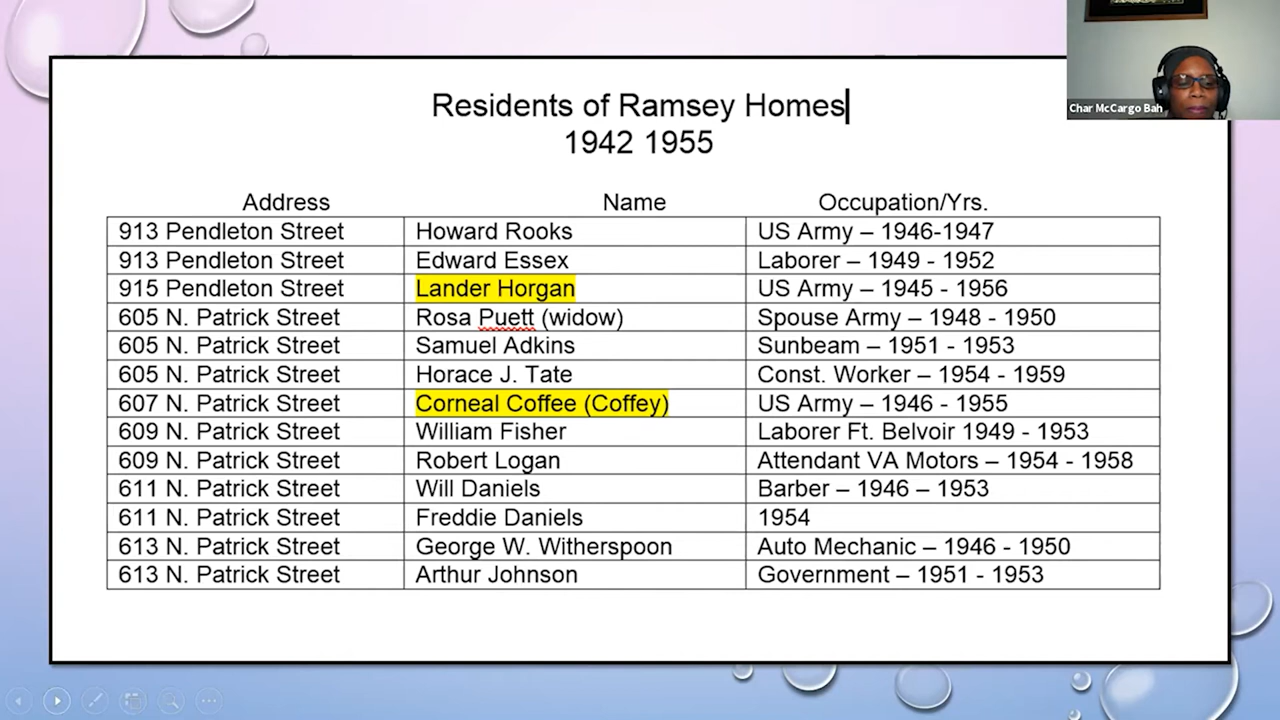 Residents of Ramsey Homes
1942 1955
Char McCargo Bah
Address Name Occupation/Yrs.
913 Pendleton Street Howard Rooks US Army – 1946-1947
913 Pendleton Street Edward Essex Laborer – 1949 - 1952
915 Pendleton Street Lander Horgan US Army – 1945 - 1956
605 N. Patrick Street Rosa Puett (widow) Spouse Army – 1948 - 1950
605 N. Patrick Street Samuel Adkins Sunbeam – 1951 - 1953
605 N. Patrick Street Horace J. Tate Const. Worker – 1954 - 1959
607 N. Patrick Street Corneal Coffee (Coffey) US Army – 1946 - 1955
609 N. Patrick Street William Fisher Laborer Ft. Belvoir 1949 - 1953
609 N. Patrick Street Robert Logan Attendant VA Motors – 1954 - 1958
611 N. Patrick Street Will Daniels Barber – 1946 – 1953
611 N. Patrick Street Freddie Daniels 1954
613 N. Patrick Street George W. Witherspoon Auto Mechanic – 1946 - 1950
613 N. Patrick Street Arthur Johnson Government – 1951 - 1953